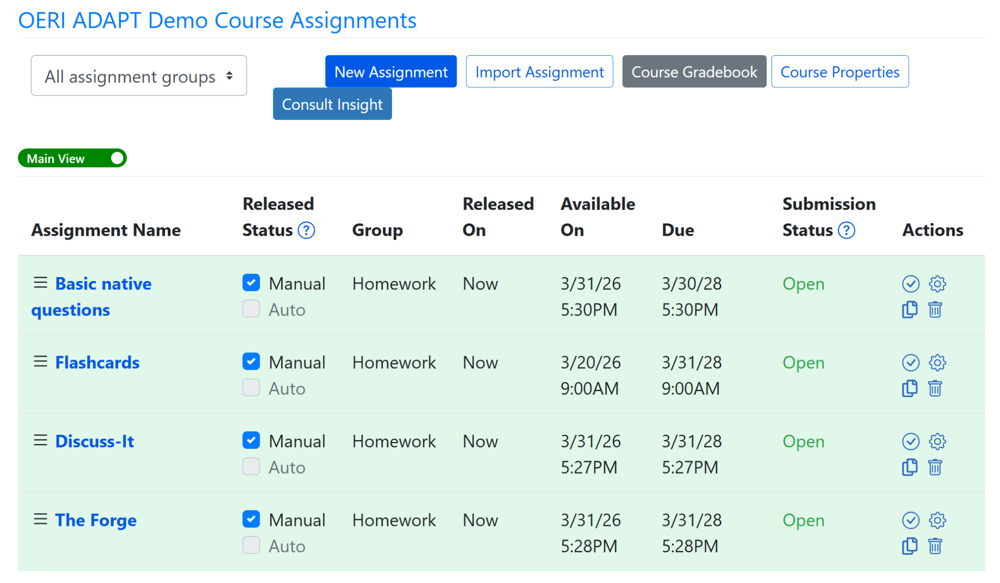 OERI ADAPT Demo Course Assignments
All assignment groups
New Assignment Import Assignment Course Gradebook Course Properties
Consult Insight
Main View
Assignment Name Released Status ? Group Released On Available On Due Submission Status ? Actions
Basic native questions Manual Homework Now 3/31/26 5:30PM 3/30/28 5:30PM Open
Auto
Flashcards Manual Homework Now 3/20/26 9:00AM 3/31/28 9:00AM Open
Auto
Discuss-It Manual Homework Now 3/31/26 5:27PM 3/31/28 5:27PM Open
Auto
The Forge Manual Homework Now 3/31/26 5:28PM 3/31/28 5:28PM Open
Auto